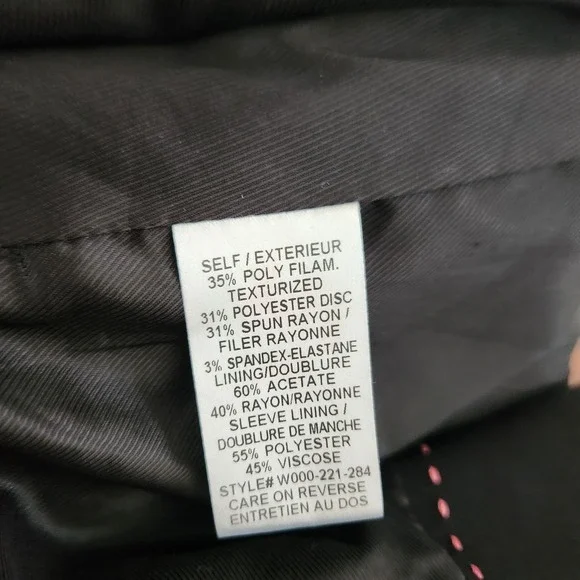 SELF / EXTERIEUR
35% POLY FILAM.
TEXTURIZED
31% POLYESTER DISC
31% SPUN RAYON /
FILER RAYONNE
3% SPANDEX-ELASTANE
LINING/DOUBLURE
60% ACETATE
40% RAYON/RAYONNE
SLEEVE LINING /
DOUBLURE DE MANCHE
55% POLYESTER
45% VISCOSE
STYLE# W000-221-284
CARE ON REVERSE
ENTRETIEN AU DOS